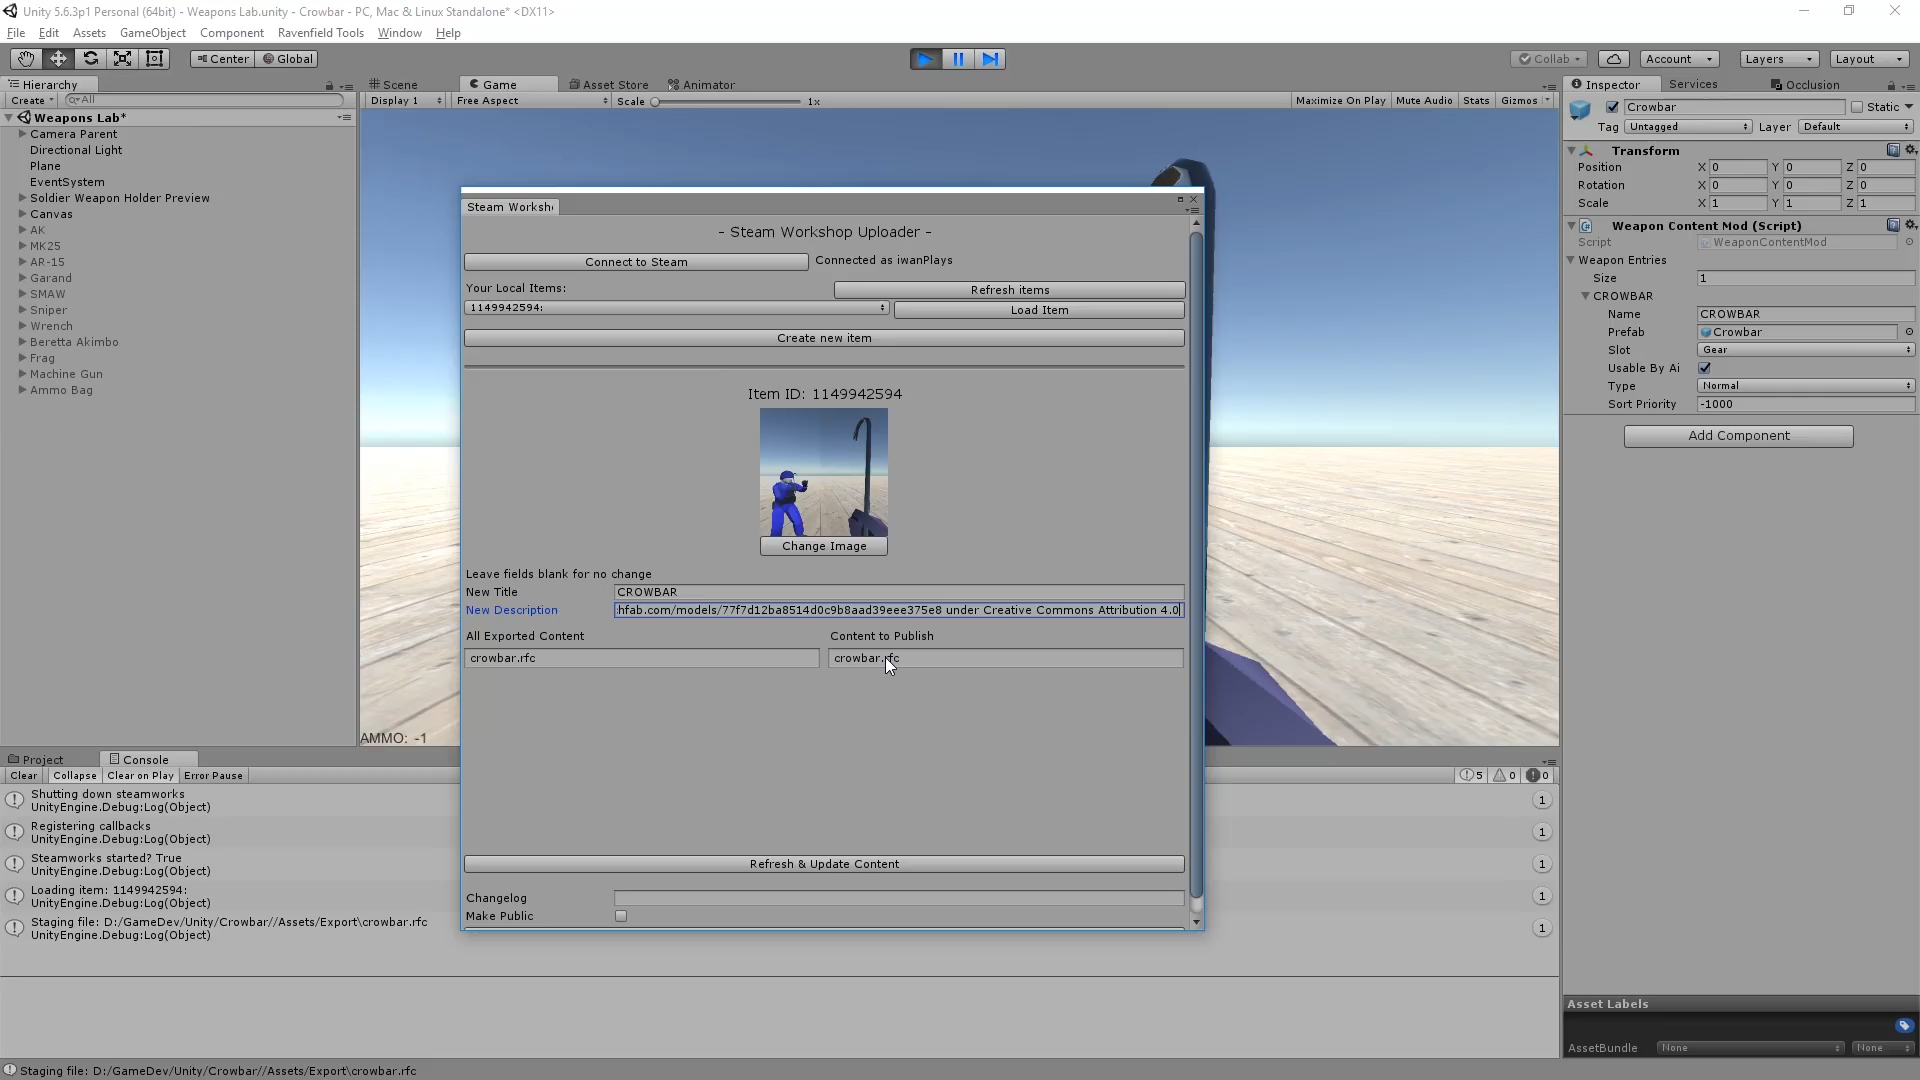 Unity 5.6.3p1 Personal (64bit) - Weapons Lab.unity - Crowbar - PC, Mac & Linux Standalone* <DX11>
File Edit Assets GameObject Component Ravenfield Tools Window Help
Center Global Collab Account Layers Layout
Hierarchy Scene Game Asset Store Animator Inspector Services Occlusion
Create All Display 1 Free Aspect Scale 1x Maximize On Play Mute Audio Stats Gizmos
Weapons Lab*
Camera Parent
Directional Light
Plane
EventSystem
Soldier Weapon Holder Preview
Canvas
AK
MK25
AR-15
Garand
SMAW
Sniper
Wrench
Beretta Akimbo
Frag
Machine Gun
Ammo Bag
Steam Worksh
- Steam Workshop Uploader -
Connect to Steam Connected as iwanPlays
Your Local Items: Refresh items
1149942594: Load Item
Create new item
Item ID: 1149942594
Change Image
Leave fields blank for no change
New Title CROWBAR
New Description hfab.com/models/77f7d12ba8514d0c9b8aad39eee375e8 under Creative Commons Attribution 4.0
All Exported Content Content to Publish
crowbar.rfc crowbar.rfc
Refresh & Update Content
Changelog
Make Public
AMMO: -1
Crowbar Static
Tag Untagged Layer Default
Transform
Position X 0 Y 0 Z 0
Rotation X 0 Y 0 Z 0
Scale X 1 Y 1 Z 1
Weapon Content Mod (Script)
Script WeaponContentMod
Weapon Entries
Size 1
CROWBAR
Name CROWBAR
Prefab Crowbar
Slot Gear
Usable By Ai
Type Normal
Sort Priority -1000
Add Component
Project Console
Clear Collapse Clear on Play Error Pause 5 0 0
Shutting down steamworks
UnityEngine.Debug:Log(Object) 1
Registering callbacks
UnityEngine.Debug:Log(Object) 1
Steamworks started? True
UnityEngine.Debug:Log(Object) 1
Loading item: 1149942594:
UnityEngine.Debug:Log(Object) 1
Staging file: D:/GameDev/Unity/Crowbar//Assets/Export\crowbar.rfc
UnityEngine.Debug:Log(Object) 1
Asset Labels
AssetBundle None None
Staging file: D:/GameDev/Unity/Crowbar//Assets/Export\crowbar.rfc